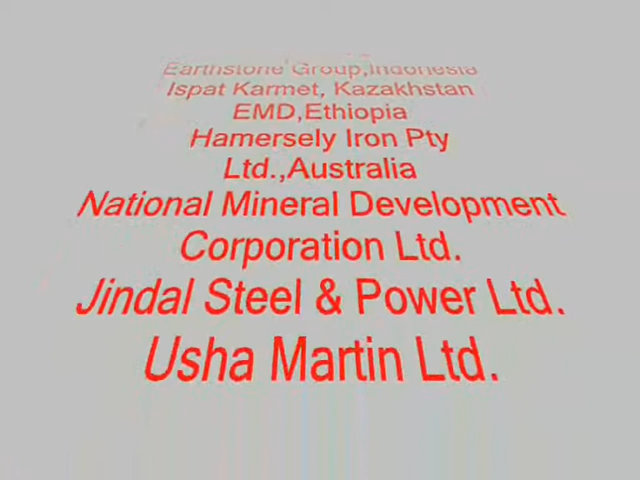 Earthstone Group,Indonesia
Ispat Karmet, Kazakhstan
EMD,Ethiopia
Hamersely Iron Pty
Ltd.,Australia
National Mineral Development
Corporation Ltd.
Jindal Steel & Power Ltd.
Usha Martin Ltd.